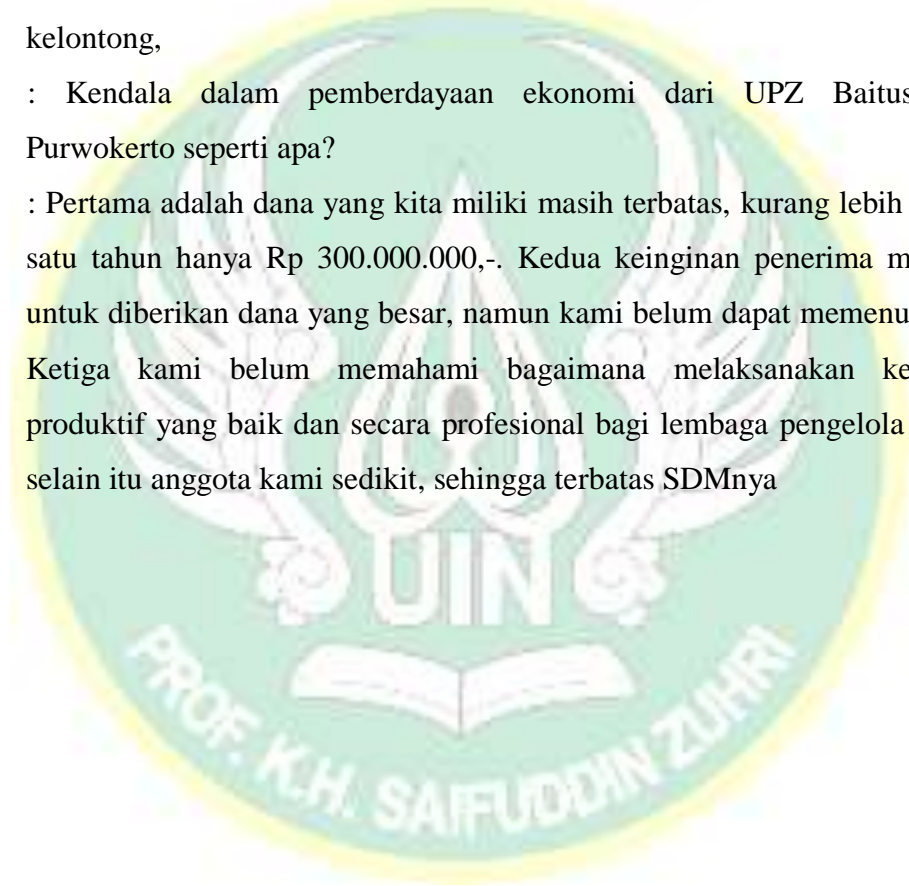 kelontong,
: Kendala dalam pemberdayaan ekonomi dari UPZ Baitus
Purwokerto seperti apa?
: Pertama adalah dana yang kita miliki masih terbatas, kurang lebih
satu tahun hanya Rp 300.000.000,-. Kedua keinginan penerima m
untuk diberikan dana yang besar, namun kami belum dapat memenu
Ketiga kami belum memahami bagaimana melaksanakan ke
produktif yang baik dan secara profesional bagi lembaga pengelola
selain itu anggota kami sedikit, sehingga terbatas SDMnya
UIN
PROF. K.H. SAIFUDDIN ZUHRI